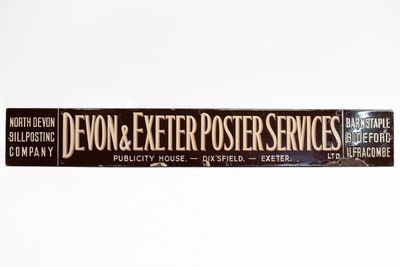 NORTH DEVON
BILLPOSTING
COMPANY
DEVON & EXETER POSTER SERVICES LTD
PUBLICITY HOUSE. — DIX'SFIELD. — EXETER.
BARNSTAPLE
BIDEFORD
ILFRACOMBE